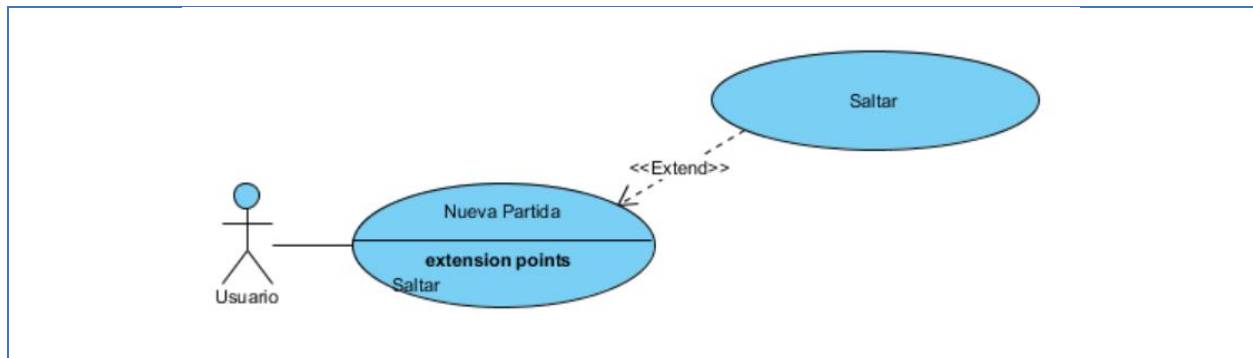 Saltar
<<Extend>>
Nueva Partida
extension points
Saltar
Usuario